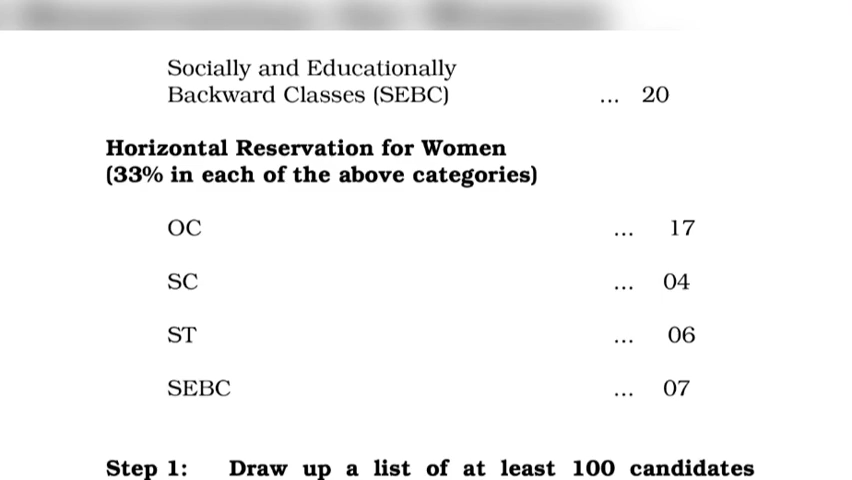 Socially and Educationally
Backward Classes (SEBC) ... 20
Horizontal Reservation for Women
(33% in each of the above categories)
OC ... 17
SC ... 04
ST ... 06
SEBC ... 07
Step 1: Draw up a list of at least 100 candidates